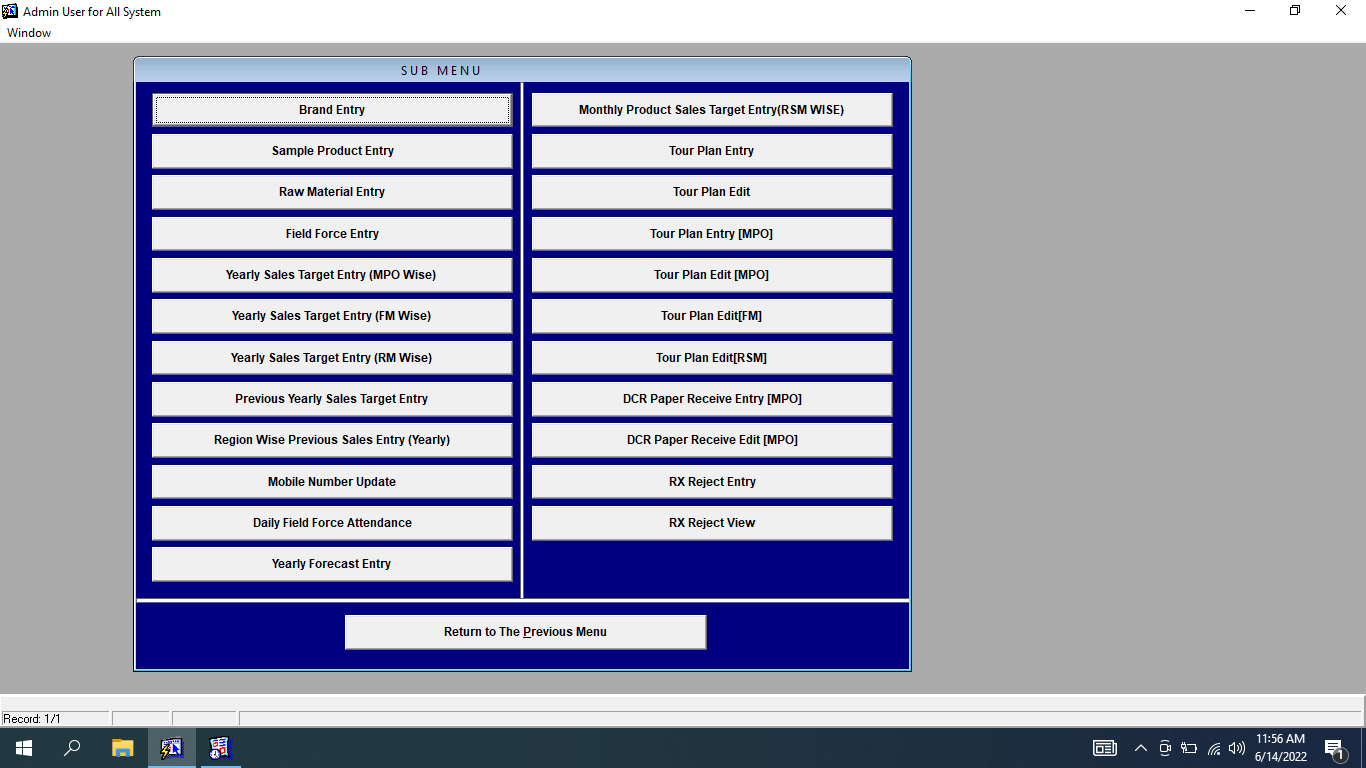 Admin User for All System
Window
SUB MENU
Brand Entry
Sample Product Entry
Raw Material Entry
Field Force Entry
Yearly Sales Target Entry (MPO Wise)
Yearly Sales Target Entry (FM Wise)
Yearly Sales Target Entry (RM Wise)
Previous Yearly Sales Target Entry
Region Wise Previous Sales Entry (Yearly)
Mobile Number Update
Daily Field Force Attendance
Yearly Forecast Entry
Monthly Product Sales Target Entry(RSM WISE)
Tour Plan Entry
Tour Plan Edit
Tour Plan Entry [MPO]
Tour Plan Edit [MPO]
Tour Plan Edit[FM]
Tour Plan Edit[RSM]
DCR Paper Receive Entry [MPO]
DCR Paper Receive Edit [MPO]
RX Reject Entry
RX Reject View
Return to The Previous Menu
Record: 1/1
11:56 AM
6/14/2022
1